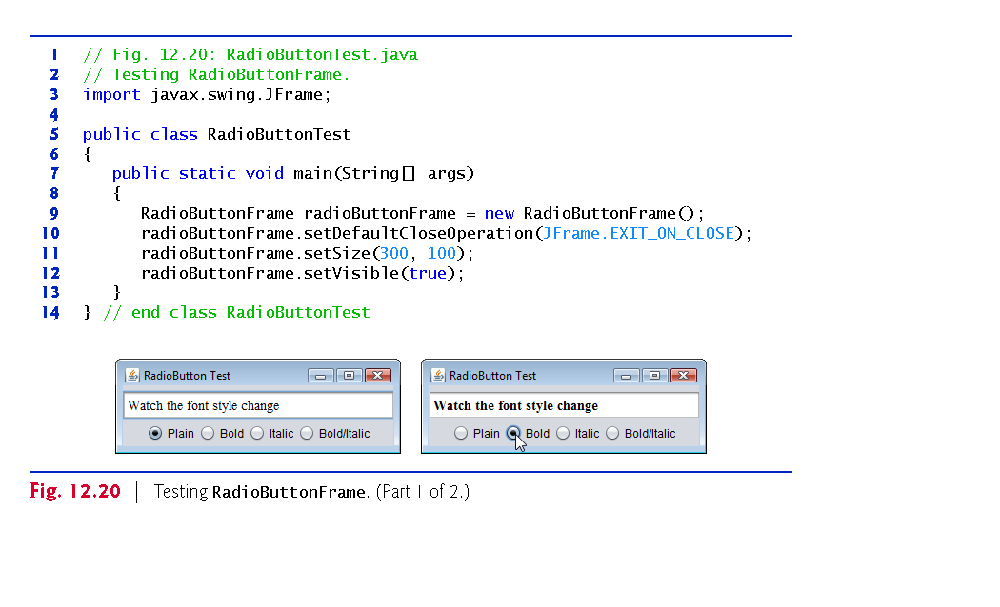 1 // Fig. 12.20: RadioButtonTest.java
2 // Testing RadioButtonFrame.
3 import javax.swing.JFrame;
4
5 public class RadioButtonTest
6 {
7 public static void main(String[] args)
8 {
9 RadioButtonFrame radioButtonFrame = new RadioButtonFrame();
10 radioButtonFrame.setDefaultCloseOperation(JFrame.EXIT_ON_CLOSE);
11 radioButtonFrame.setSize(300, 100);
12 radioButtonFrame.setVisible(true);
13 }
14 } // end class RadioButtonTest
RadioButton Test
Watch the font style change
Plain Bold Italic Bold/Italic
RadioButton Test
Watch the font style change
Plain Bold Italic Bold/Italic
Fig. 12.20 | Testing RadioButtonFrame. (Part 1 of 2.)